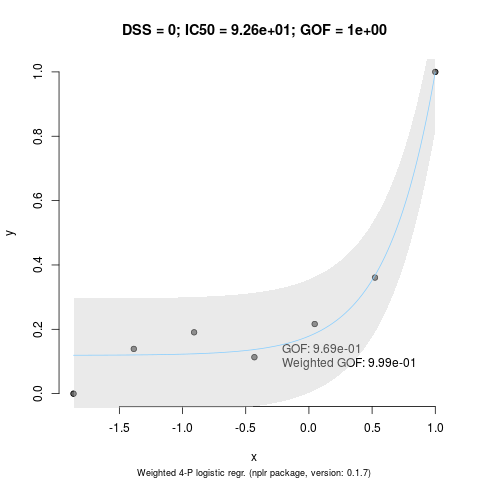 DSS = 0; IC50 = 9.26e+01; GOF = 1e+00
1.0
0.8
0.6
y
0.4
0.2
0.0
GOF: 9.69e-01
Weighted GOF: 9.99e-01
-1.5 -1.0 -0.5 0.0 0.5 1.0
x
Weighted 4-P logistic regr. (nplr package, version: 0.1.7)